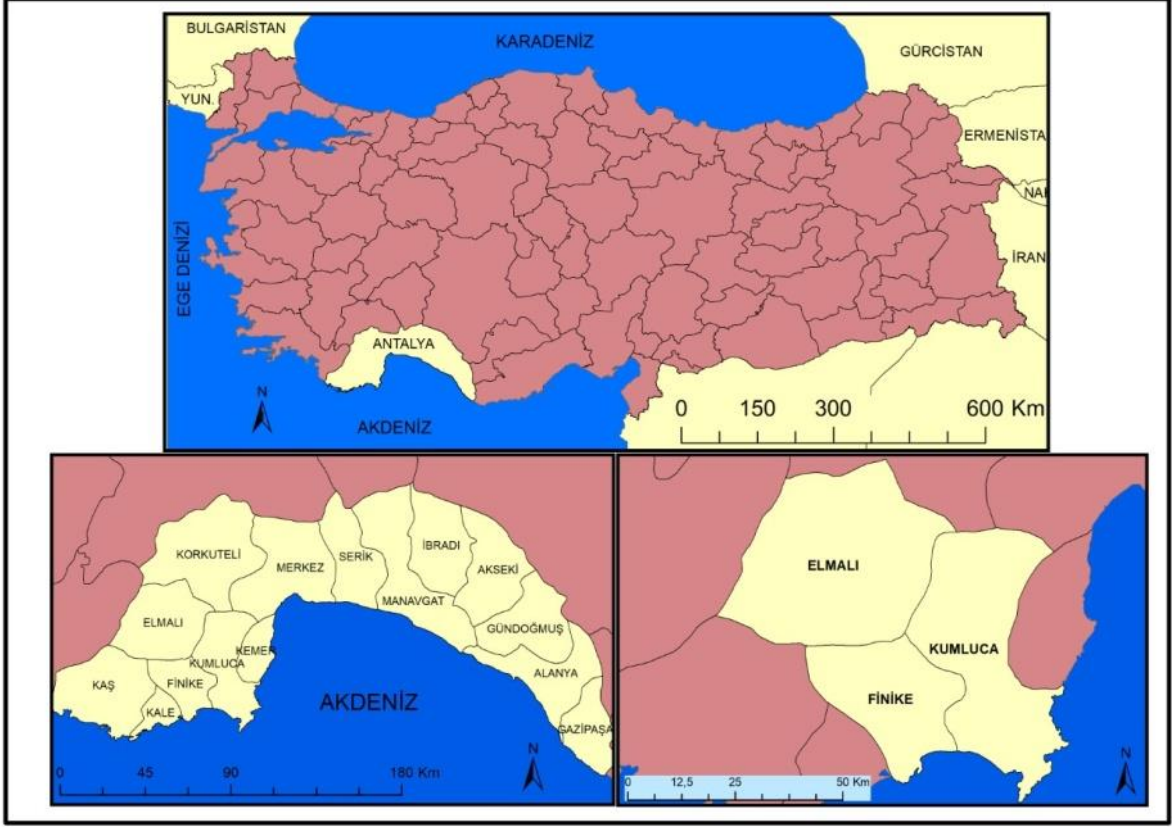 BULGARİSTAN
KARADENİZ
GÜRCİSTAN
YUN.
ERMENİSTA
NAH
İRAN
EGE DENİZİ
ANTALYA
N
AKDENİZ
0 150 300 600 Km
KORKUTELİ
MERKEZ
SERİK
İBRADI
AKSEKİ
MANAVGAT
GÜNDOĞMUŞ
ELMALI
KEMER
KUMLUCA
KAŞ
FİNİKE
KALE
ALANYA
GAZİPAŞA
AKDENİZ
N
0 45 90 180 Km
ELMALI
KUMLUCA
FİNİKE
N
0 12,5 25 50 Km